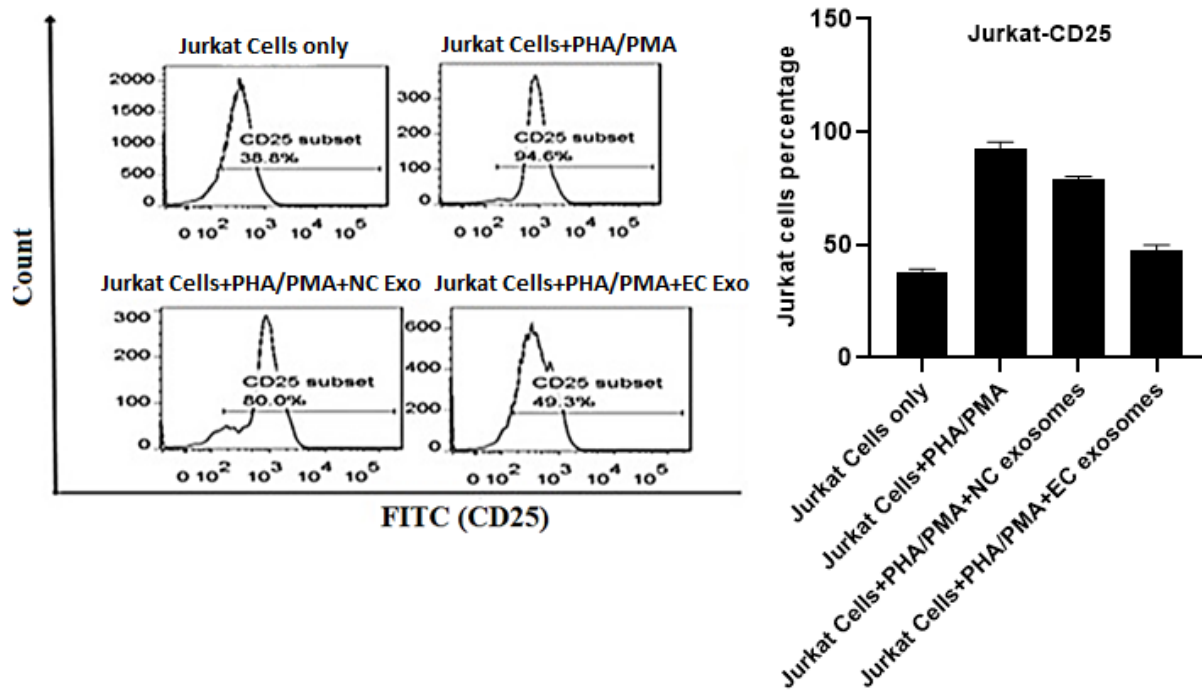 Jurkat Cells only
2000
1500
1000
500
0
CD25 subset
38.8%
0 10² 10³ 10⁴ 10⁵
Jurkat Cells+PHA/PMA
300
200
100
0
CD25 subset
94.6%
0 10² 10³ 10⁴ 10⁵
Jurkat Cells+PHA/PMA+NC Exo
300
200
100
0
CD25 subset
80.0%
0 10² 10³ 10⁴ 10⁵
Jurkat Cells+PHA/PMA+EC Exo
600
400
200
0
CD25 subset
49.3%
0 10² 10³ 10⁴ 10⁵
Count
FITC (CD25)
Jurkat-CD25
Jurkat cells percentage
150
100
50
0
Jurkat Cells only
Jurkat Cells+PHA/PMA
Jurkat Cells+PHA/PMA+NC exosomes
Jurkat Cells+PHA/PMA+EC exosomes